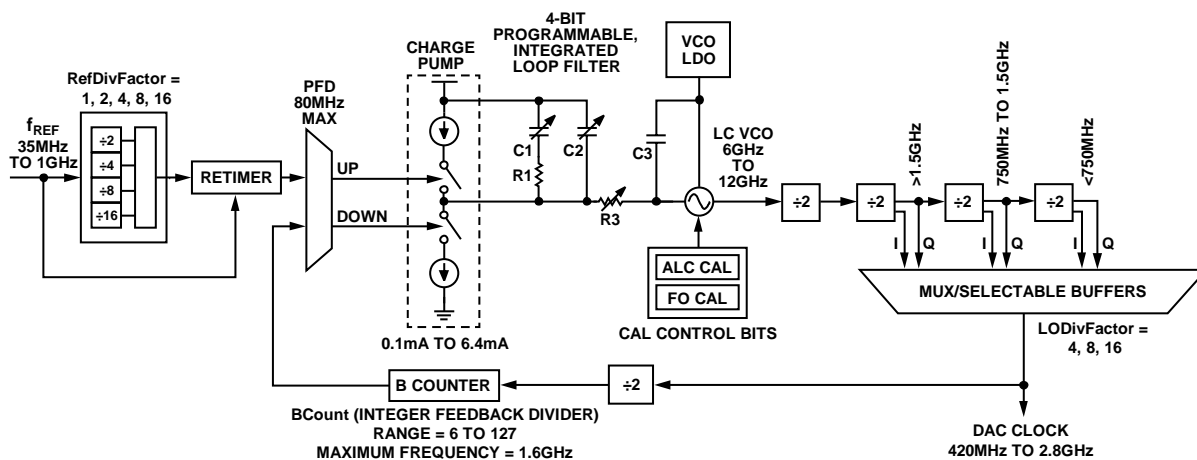 4-BIT
PROGRAMMABLE,
INTEGRATED
LOOP FILTER
VCO
LDO
CHARGE
PUMP
RefDivFactor =
1, 2, 4, 8, 16
PFD
80MHz
MAX
fREF
35MHz
TO 1GHz
÷2
÷4
÷8
÷16
RETIMER
UP
DOWN
C1
R1
C2
R3
C3
LC VCO
6GHz
TO
12GHz
÷2
÷2
>1.5GHz
÷2
750MHz TO 1.5GHz
÷2
<750MHz
I
Q
I
Q
I
Q
ALC CAL
FO CAL
CAL CONTROL BITS
MUX/SELECTABLE BUFFERS
LODivFactor =
4, 8, 16
0.1mA TO 6.4mA
B COUNTER
÷2
BCount (INTEGER FEEDBACK DIVIDER)
RANGE = 6 TO 127
MAXIMUM FREQUENCY = 1.6GHz
DAC CLOCK
420MHz TO 2.8GHz